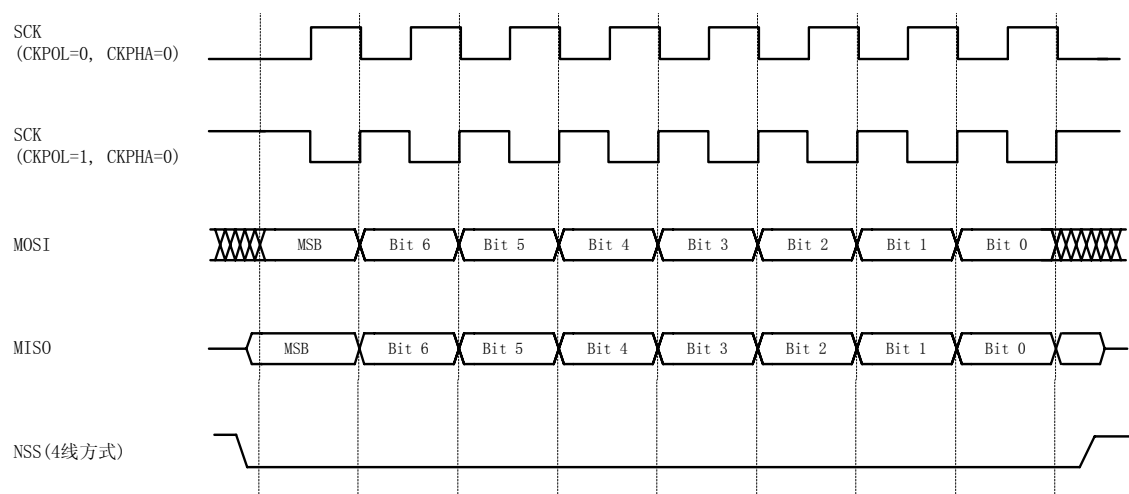 SCK
(CKPOL=0, CKPHA=0)
SCK
(CKPOL=1, CKPHA=0)
MOSI
MSB Bit 6 Bit 5 Bit 4 Bit 3 Bit 2 Bit 1 Bit 0
MISO
MSB Bit 6 Bit 5 Bit 4 Bit 3 Bit 2 Bit 1 Bit 0
NSS(4线方式)